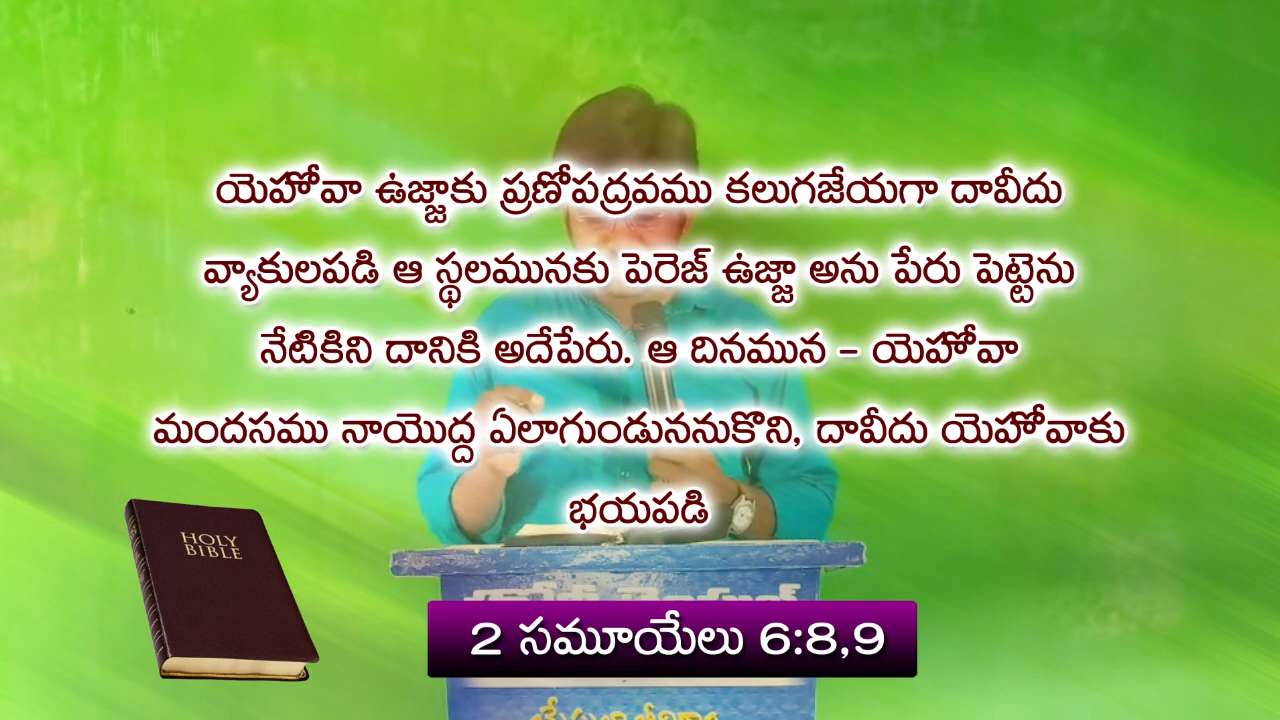 యెహోవా ఉజ్జాకు ప్రణోపద్రవము కలుగజేయగా దావీదు
వ్యాకులపడి ఆ స్థలమునకు పెరెజ్ ఉజ్జా అను పేరు పెట్టెను
నేటికిని దానికి అదేపేరు. ఆ దినమున – యెహోవా
మందసము నాయొద్ద ఏలాగుండుననుకొని, దావీదు యెహోవాకు
భయపడి
HOLY
BIBLE
2 సమూయేలు 6:8,9